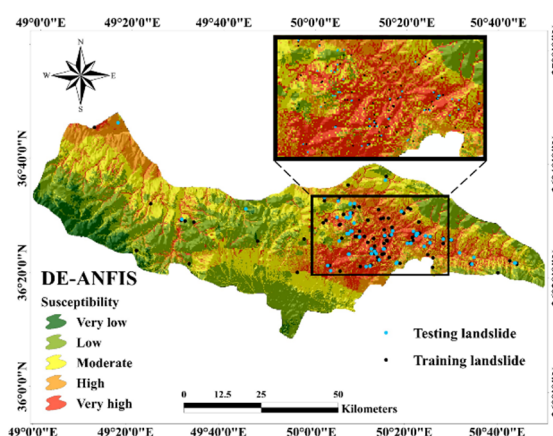 49°0'0"E 49°20'0"E 49°40'0"E 50°0'0"E 50°20'0"E 50°40'0"E
N
W E
S
36°40'0"N
36°20'0"N
36°0'0"N
DE-ANFIS
Susceptibility
Very low
Low
Moderate
High
Very high
Testing landslide
Training landslide
0 12.5 25 50
Kilometers
49°0'0"E 49°20'0"E 49°40'0"E 50°0'0"E 50°20'0"E 50°40'0"E